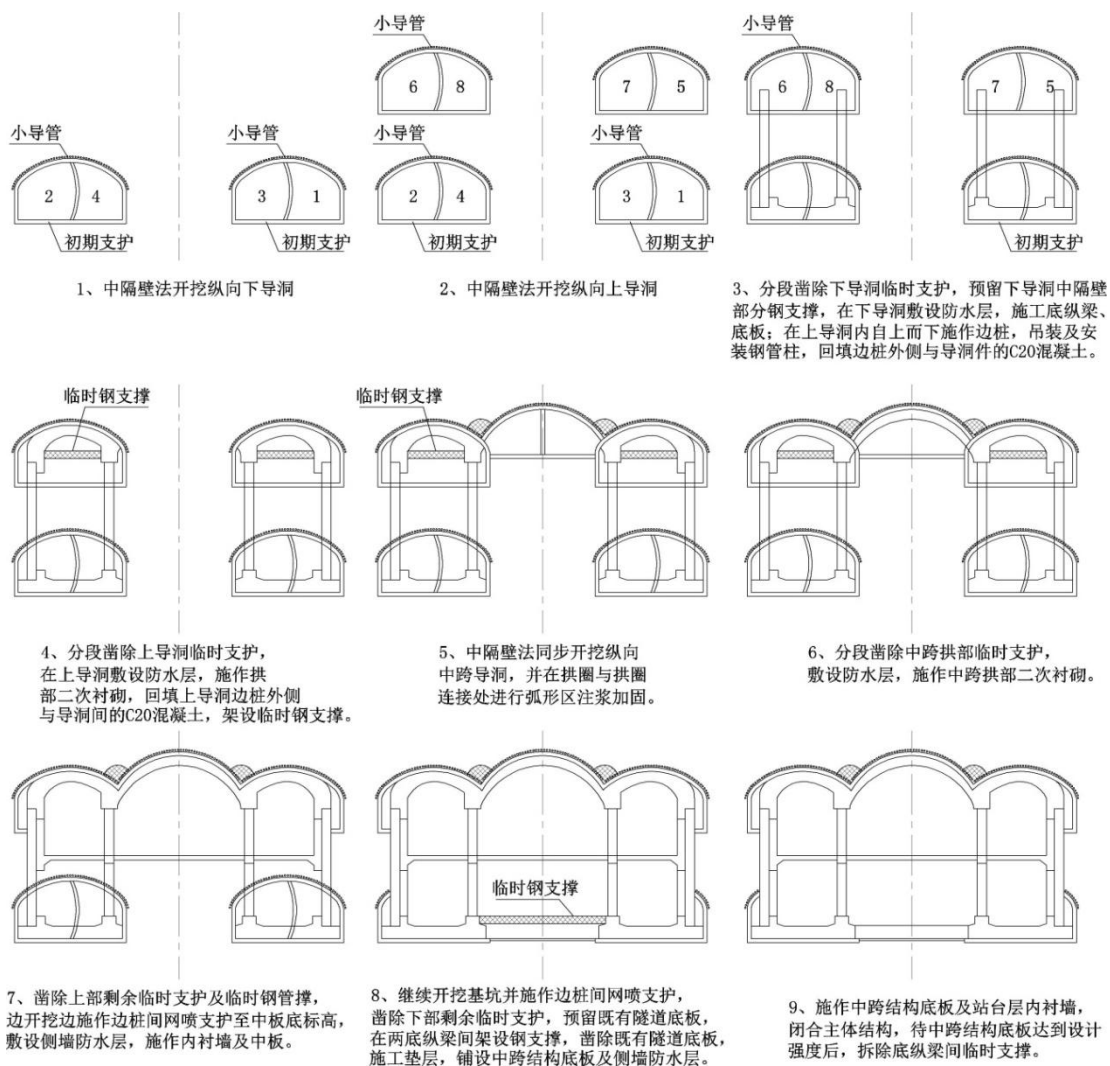 小导管
小导管
小导管
6 8
7 5
6 8
7 5
小导管
小导管
小导管
小导管
2 4
3 1
2 4
3 1
初期支护
初期支护
初期支护
初期支护
初期支护
1、中隔壁法开挖纵向下导洞
2、中隔壁法开挖纵向上导洞
3、分段凿除下导洞临时支护，预留下导洞中隔壁
部分钢支撑，在下导洞敷设防水层，施工底纵梁、
底板；在上导洞内自上而下施作边桩，吊装及安
装钢管柱，回填边桩外侧与导洞件的C20混凝土。
临时钢支撑
临时钢支撑
4、分段凿除上导洞临时支护，
在上导洞敷设防水层，施作拱
部二次衬砌，回填上导洞边桩外侧
与导洞间的C20混凝土，架设临时钢支撑。
5、中隔壁法同步开挖纵向
中跨导洞，并在拱圈与拱圈
连接处进行弧形区注浆加固。
6、分段凿除中跨拱部临时支护，
敷设防水层，施作中跨拱部二次衬砌。
临时钢支撑
7、凿除上部剩余临时支护及临时钢管撑，
边开挖边施作边桩间网喷支护至中板底标高，
敷设侧墙防水层，施作内衬墙及中板。
8、继续开挖基坑并施作边桩间网喷支护，
凿除下部剩余临时支护，预留既有隧道底板，
在两底纵梁间架设钢支撑，凿除既有隧道底板，
施工垫层，铺设中跨结构底板及侧墙防水层。
9、施作中跨结构底板及站台层内衬墙，
闭合主体结构，待中跨结构底板达到设计
强度后，拆除底纵梁间临时支撑。